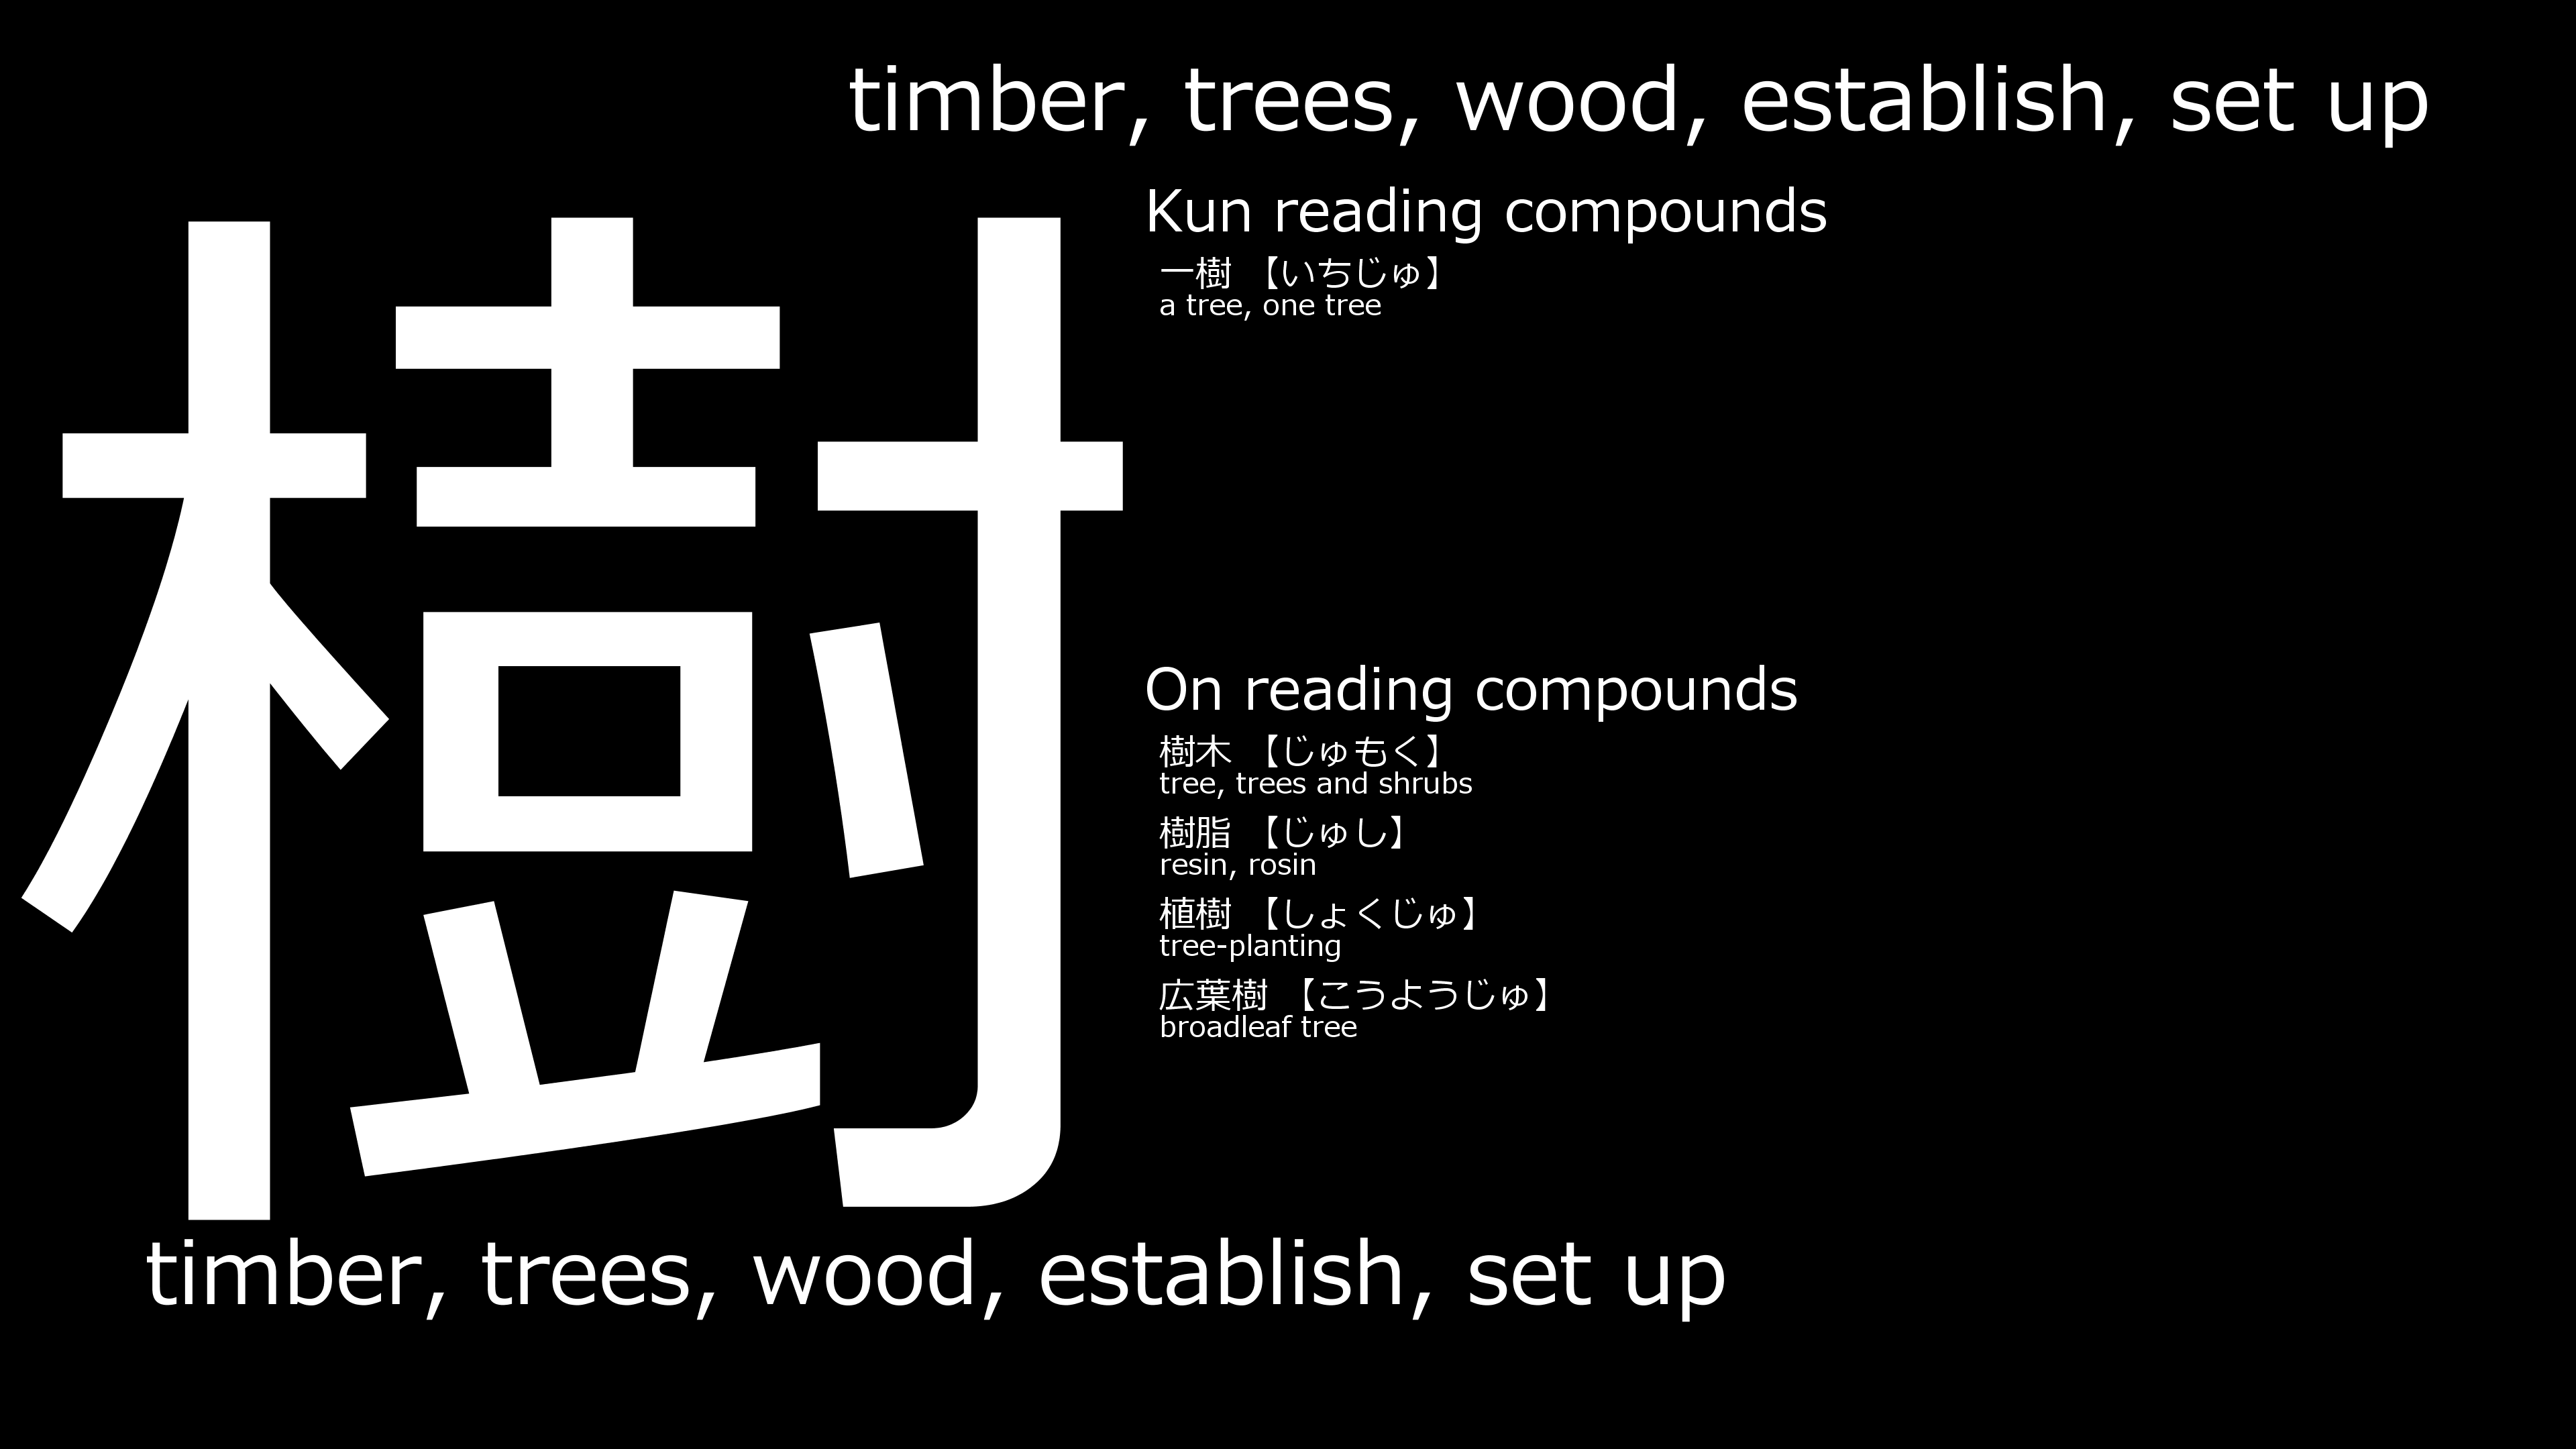 timber, trees, wood, establish, set up
樹
Kun reading compounds
一樹 【いちじゅ】
a tree, one tree
On reading compounds
樹木 【じゅもく】
tree, trees and shrubs
樹脂 【じゅし】
resin, rosin
植樹 【しょくじゅ】
tree-planting
広葉樹 【こうようじゅ】
broadleaf tree
timber, trees, wood, establish, set up